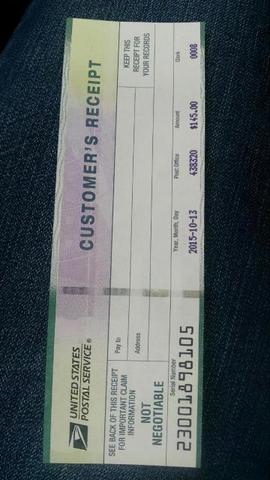 UNITED STATES
POSTAL SERVICE®
CUSTOMER'S RECEIPT
SEE BACK OF THIS RECEIPT
FOR IMPORTANT CLAIM
INFORMATION
NOT
NEGOTIABLE
Pay to
Address
KEEP THIS
RECEIPT FOR
YOUR RECORDS
Serial Number
Year, Month, Day
Post Office
Amount
Clerk
23001898105
2015-10-13
438320
$145.00
0008